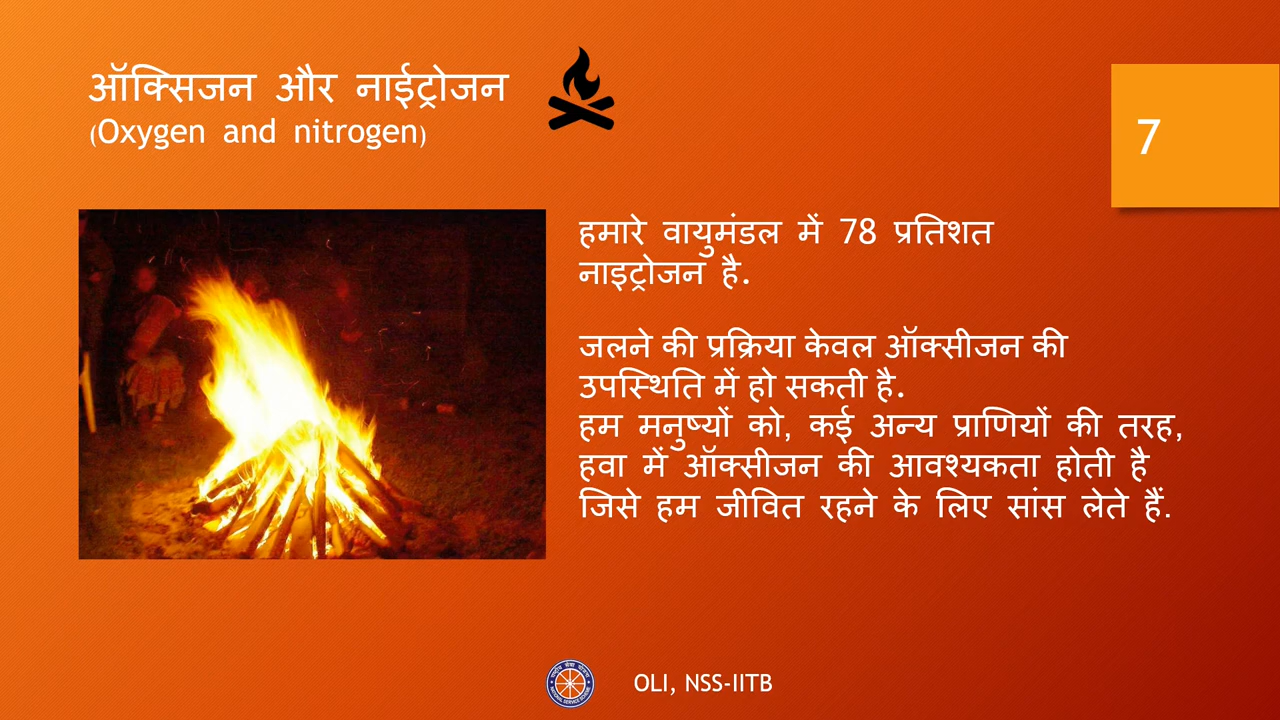 ऑक्सिजन और नाईट्रोजन
(Oxygen and nitrogen)
7
हमारे वायुमंडल में 78 प्रतिशत
नाइट्रोजन है.
जलने की प्रक्रिया केवल ऑक्सीजन की
उपस्थिति में हो सकती है.
हम मनुष्यों को, कई अन्य प्राणियों की तरह,
हवा में ऑक्सीजन की आवश्यकता होती है
जिसे हम जीवित रहने के लिए सांस लेते हैं.
OLI, NSS-IITB